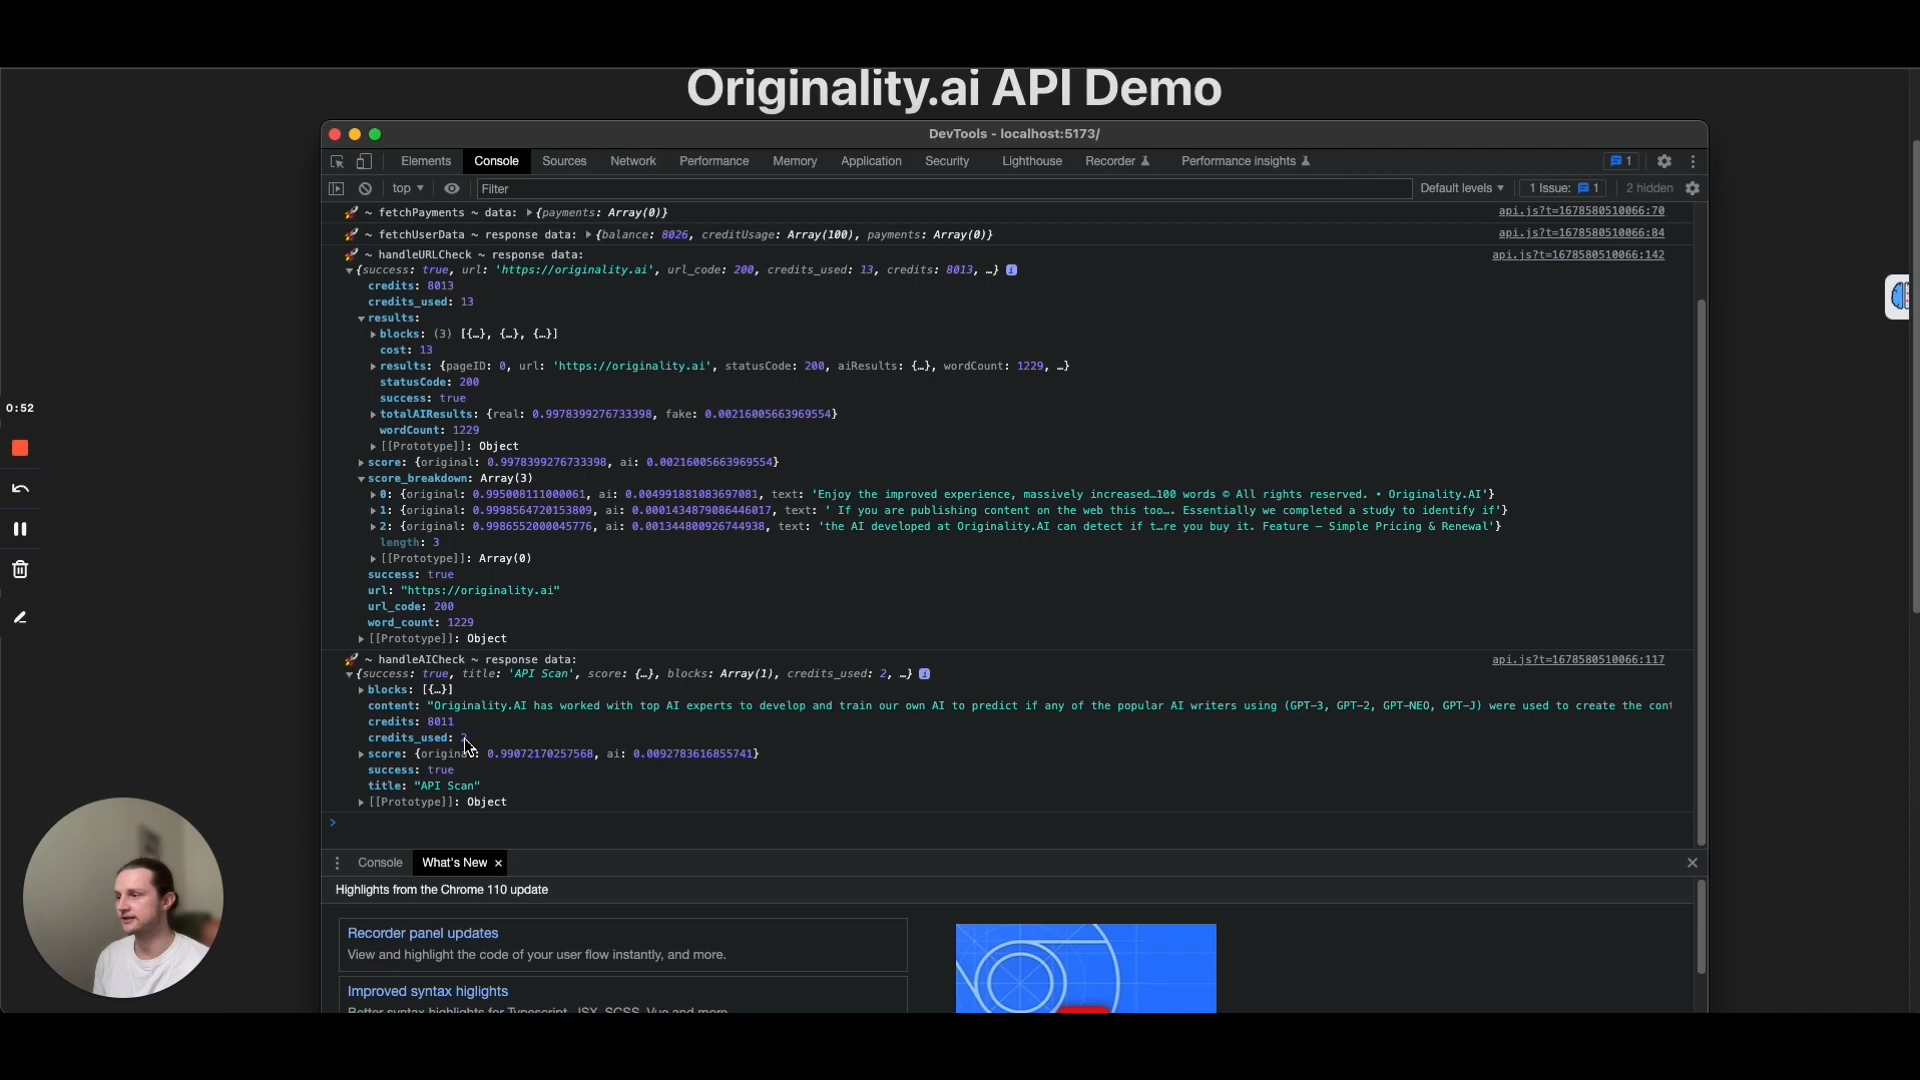 Originality.ai API Demo
DevTools - localhost:5173/
Elements Console Sources Network Performance Memory Application Security Lighthouse Recorder Performance insights 1
top Filter Default levels 1 Issue: 1 2 hidden
~ fetchPayments ~ data: {payments: Array(0)} api.js?t=1678580510066:70
~ fetchUserData ~ response data: {balance: 8026, creditUsage: Array(100), payments: Array(0)} api.js?t=1678580510066:84
~ handleURLCheck ~ response data: api.js?t=1678580510066:142
{success: true, url: 'https://originality.ai', url_code: 200, credits_used: 13, credits: 8013, …}
credits: 8013
credits_used: 13
results:
blocks: (3) [{…}, {…}, {…}]
cost: 13
results: {pageID: 0, url: 'https://originality.ai', statusCode: 200, aiResults: {…}, wordCount: 1229, …}
statusCode: 200
success: true
totalAIResults: {real: 0.9978399276733398, fake: 0.00216005663969554}
wordCount: 1229
[[Prototype]]: Object
score: {original: 0.9978399276733398, ai: 0.00216005663969554}
score_breakdown: Array(3)
0: {original: 0.995008111000061, ai: 0.004991881083697081, text: 'Enjoy the improved experience, massively increased…100 words © All rights reserved. • Originality.AI'}
1: {original: 0.9998564720153809, ai: 0.0001434879086446017, text: ' If you are publishing content on the web this too…. Essentially we completed a study to identify if'}
2: {original: 0.9986552000045776, ai: 0.001344800926744938, text: 'the AI developed at Originality.AI can detect if t…re you buy it. Feature – Simple Pricing & Renewal'}
length: 3
[[Prototype]]: Array(0)
success: true
url: "https://originality.ai"
url_code: 200
word_count: 1229
[[Prototype]]: Object
~ handleAICheck ~ response data: api.js?t=1678580510066:117
{success: true, title: 'API Scan', score: {…}, blocks: Array(1), credits_used: 2, …}
blocks: [{…}]
content: "Originality.AI has worked with top AI experts to develop and train our own AI to predict if any of the popular AI writers using (GPT-3, GPT-2, GPT-NEO, GPT-J) were used to create the cont
credits: 8011
credits_used: 2
score: {original: 0.99072170257568, ai: 0.0092783616855741}
success: true
title: "API Scan"
[[Prototype]]: Object
0:52
Console What's New
Highlights from the Chrome 110 update
Recorder panel updates
View and highlight the code of your user flow instantly, and more.
Improved syntax higlights
Better syntax highlights for Typescript, JSX, SCSS, Vue and more.